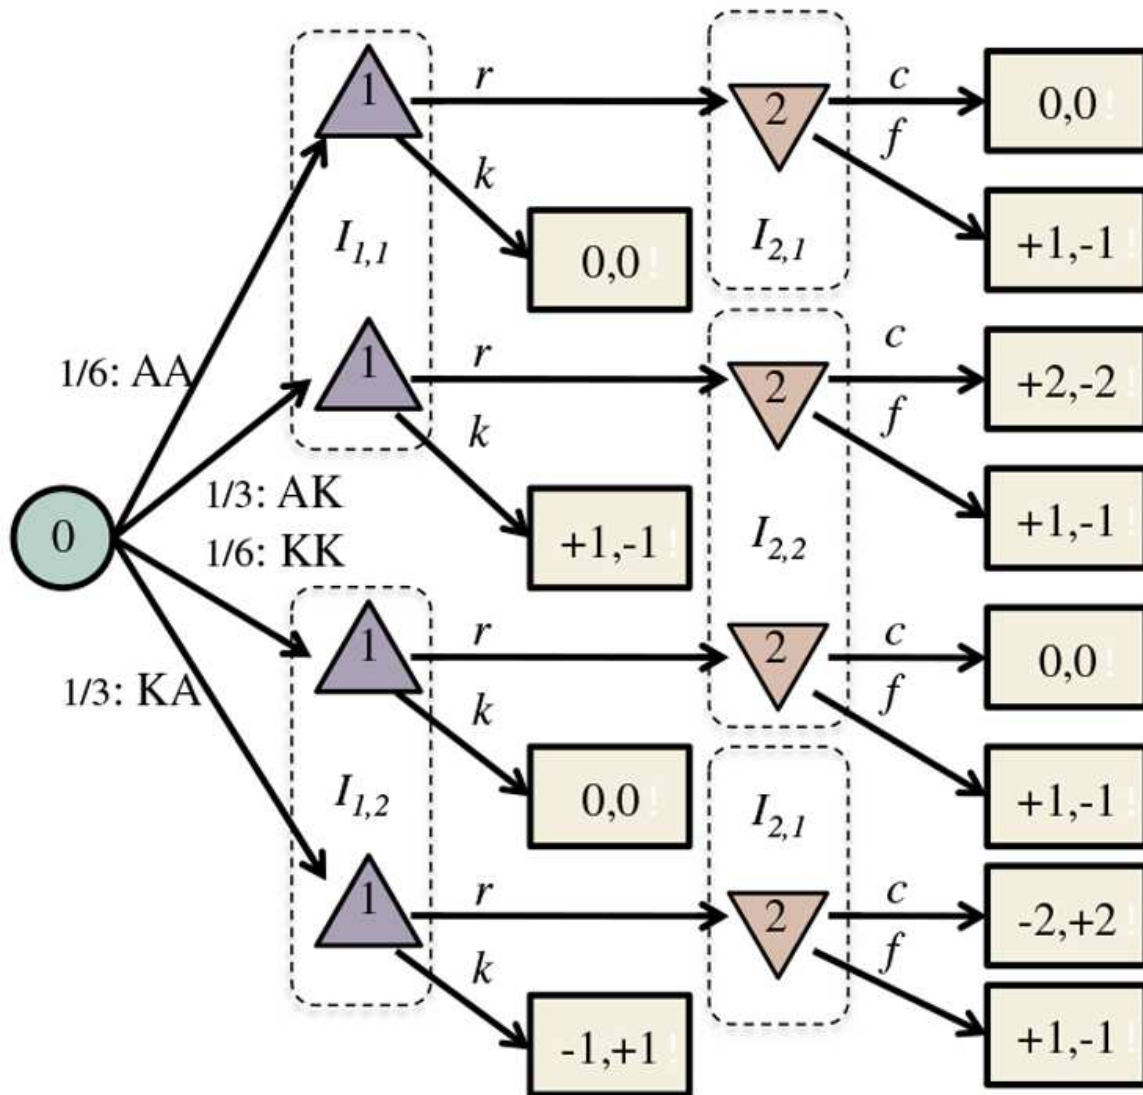 1
r
2
c
0,0
f
k
+1,-1
I1,1
0,0
I2,1
1
r
2
c
+2,-2
f
1/6: AA
k
+1,-1
1/3: AK
+1,-1
I2,2
0
1/6: KK
1
r
2
c
0,0
f
1/3: KA
k
+1,-1
I1,2
0,0
I2,1
1
r
2
c
-2,+2
f
k
+1,-1
-1,+1